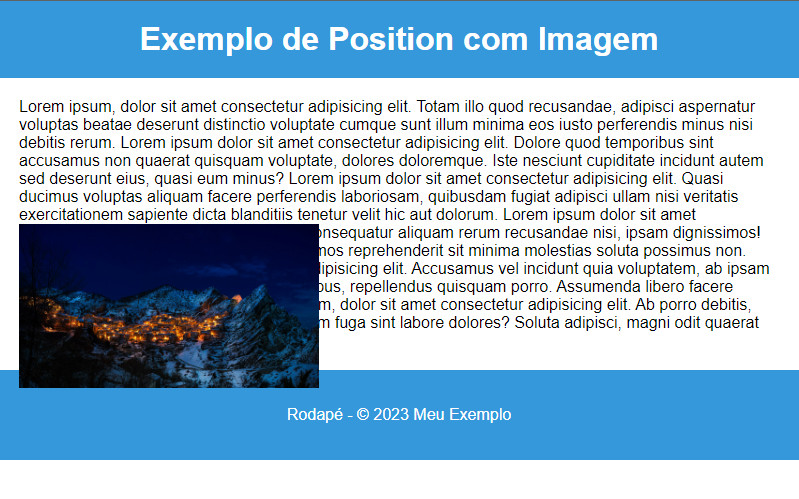 Exemplo de Position com Imagem
Lorem ipsum, dolor sit amet consectetur adipisicing elit. Totam illo quod recusandae, adipisci aspernatur
voluptas beatae deserunt distinctio voluptate cumque sunt illum minima eos iusto perferendis minus nisi
debitis rerum. Lorem ipsum dolor sit amet consectetur adipisicing elit. Dolore quod temporibus sint
accusamus non quaerat quisquam voluptate, dolores doloremque. Iste nesciunt cupiditate incidunt autem
sed deserunt eius, quasi eum minus? Lorem ipsum dolor sit amet consectetur adipisicing elit. Quasi
ducimus voluptas aliquam facere perferendis laboriosam, quibusdam fugiat adipisci ullam nisi veritatis
exercitationem sapiente dicta blanditiis tenetur velit hic aut dolorum. Lorem ipsum dolor sit amet
onsequatur aliquam rerum recusandae nisi, ipsam dignissimos!
mos reprehenderit sit minima molestias soluta possimus non.
dipisicing elit. Accusamus vel incidunt quia voluptatem, ab ipsam
bus, repellendus quisquam porro. Assumenda libero facere
m, dolor sit amet consectetur adipisicing elit. Ab porro debitis,
m fuga sint labore dolores? Soluta adipisci, magni odit quaerat
Rodapé - © 2023 Meu Exemplo